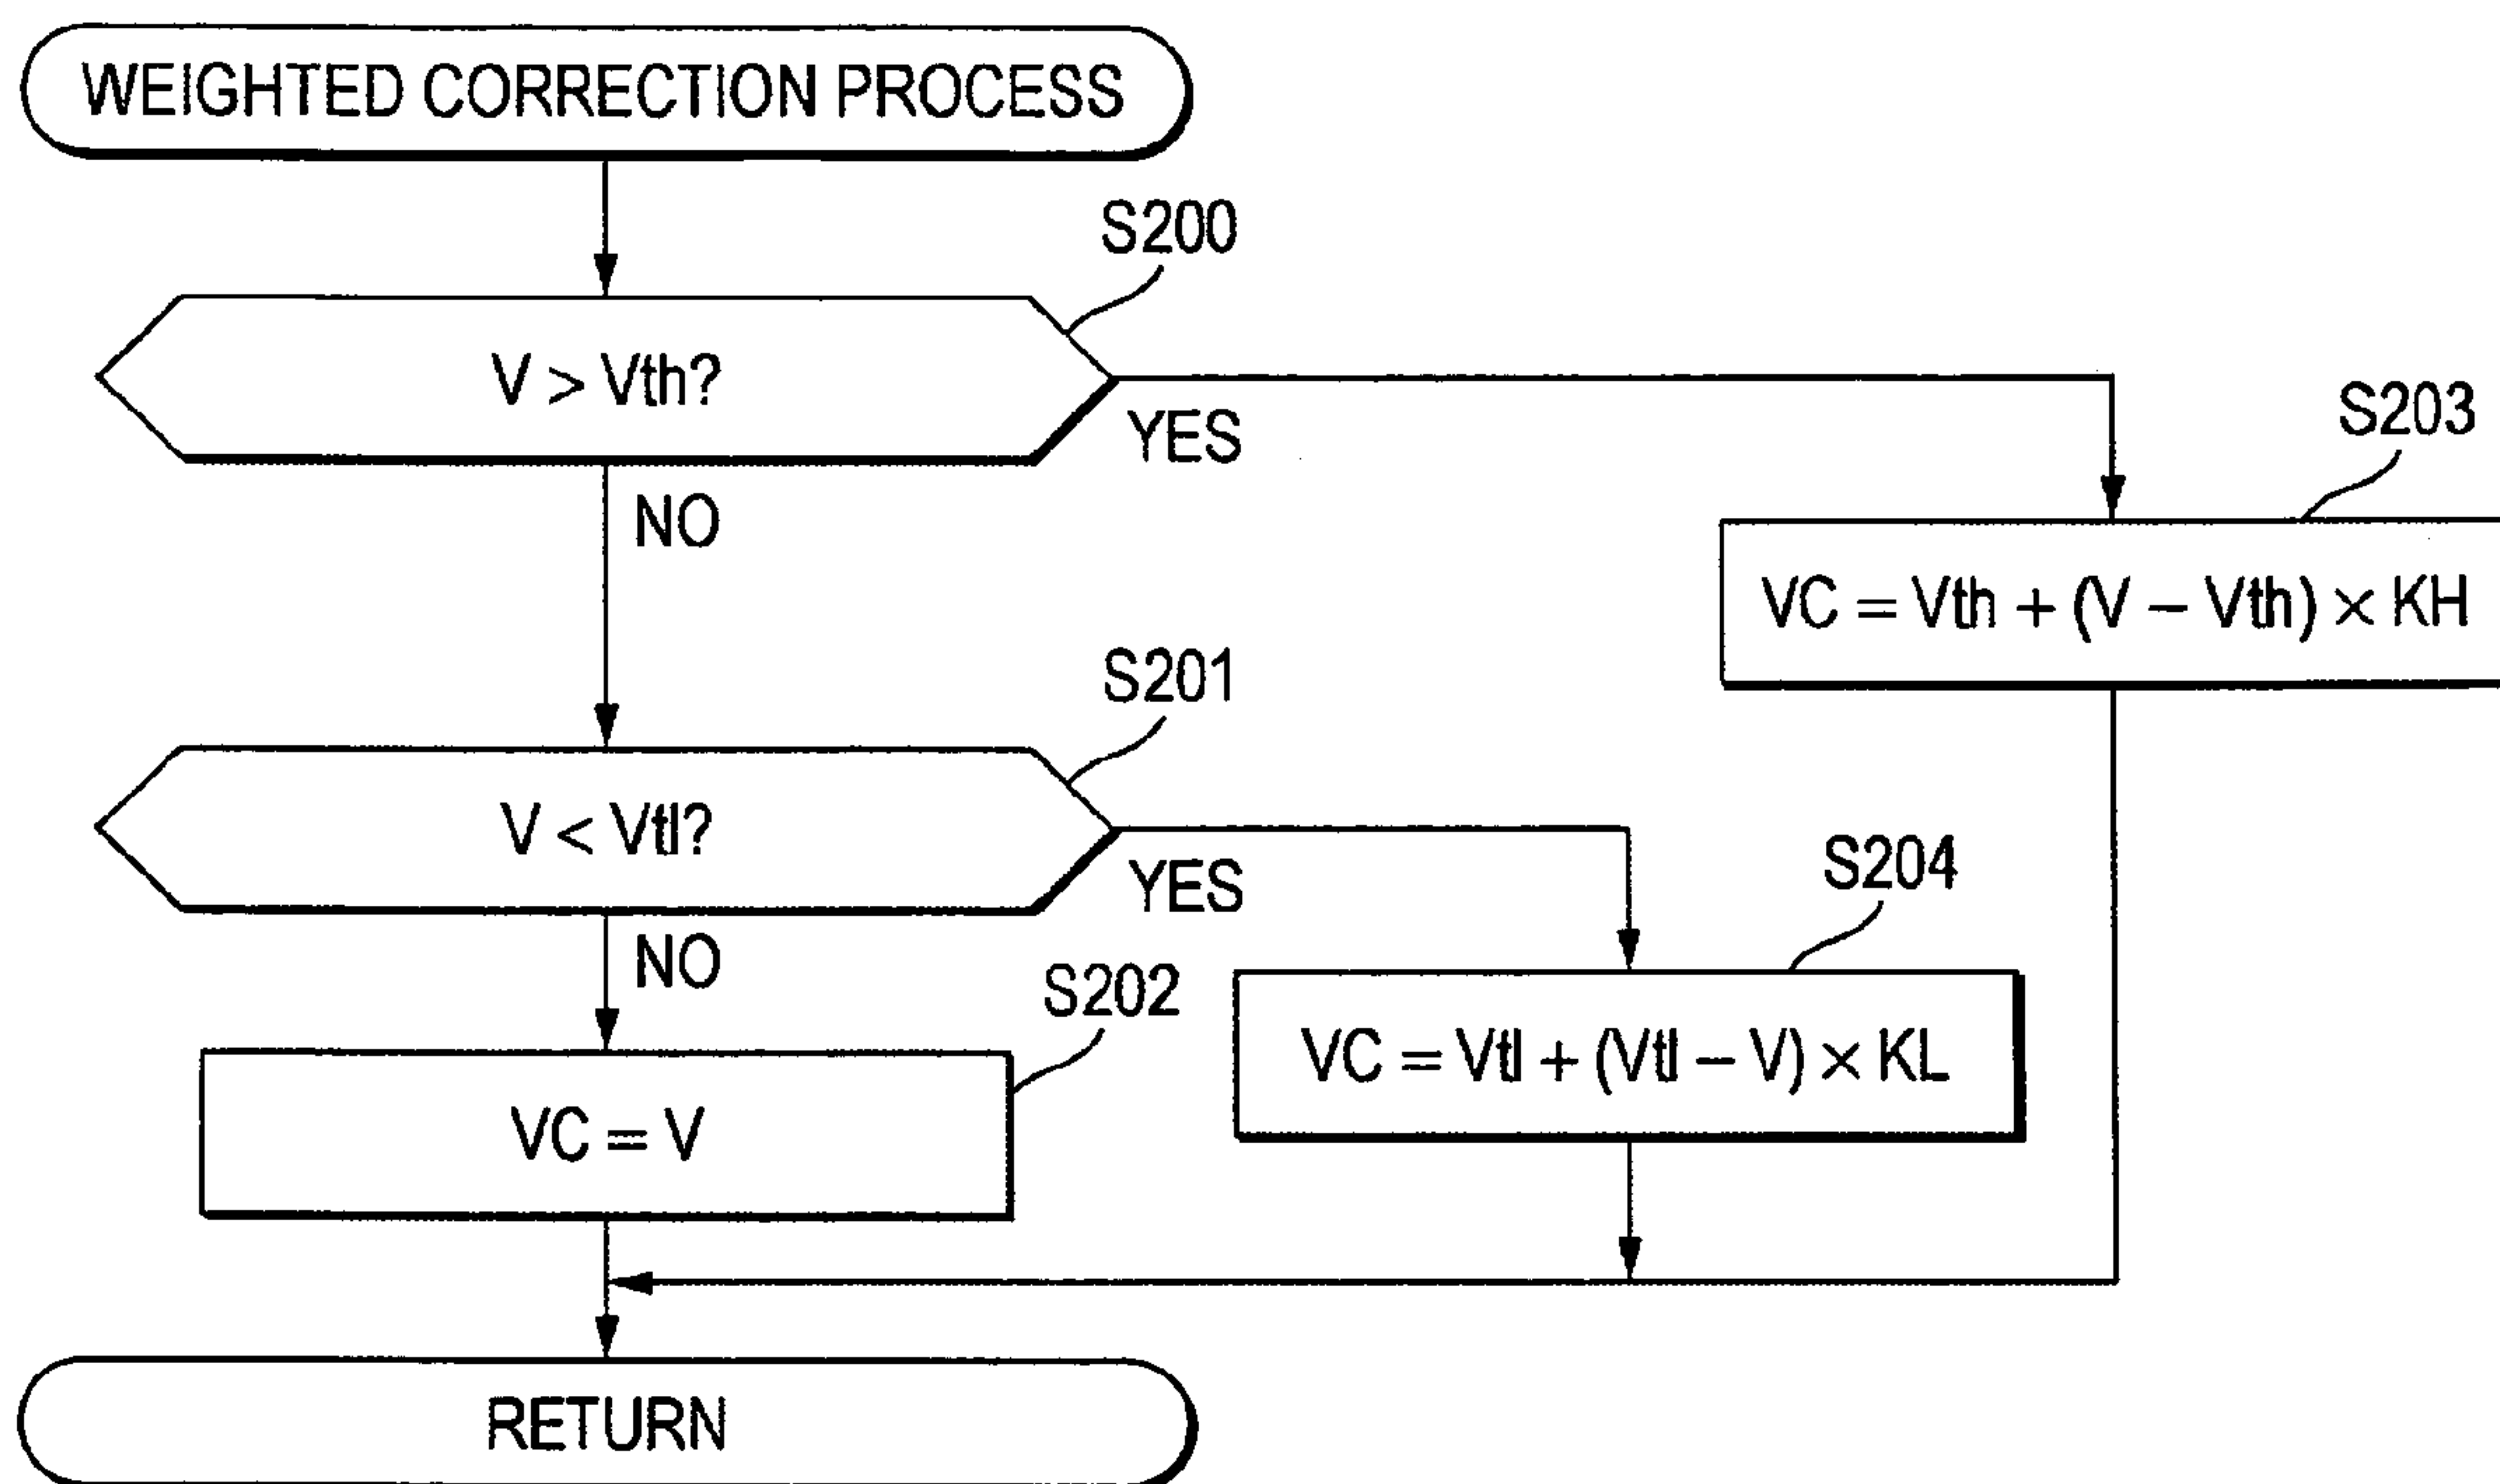 WEIGHTED CORRECTION PROCESS
S200
V > Vth?
YES
S203
NO
VC = Vth + (V − Vth) × KH
S201
V < Vtl?
YES
S204
NO
S202
VC = Vtl + (Vtl − V) × KL
VC = V
RETURN